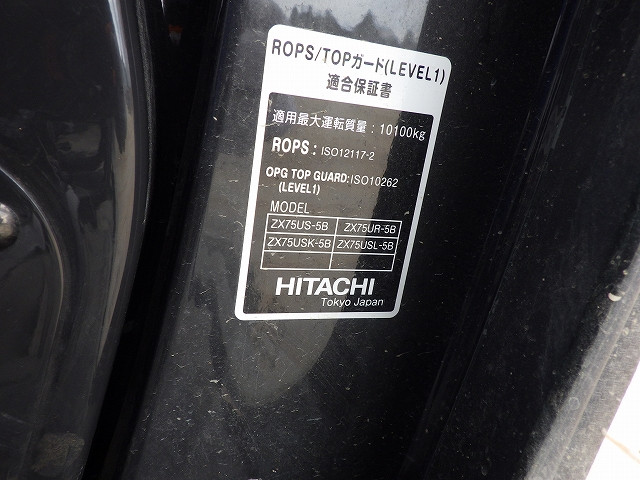 ROPS/TOPガード(LEVEL1)
適合保証書
適用最大運転質量：10100kg
ROPS：ISO12117-2
OPG TOP GUARD:ISO10262
(LEVEL1)
MODEL
ZX75US-5B ZX75UR-5B
ZX75USK-5B ZX75USL-5B
HITACHI
Tokyo Japan